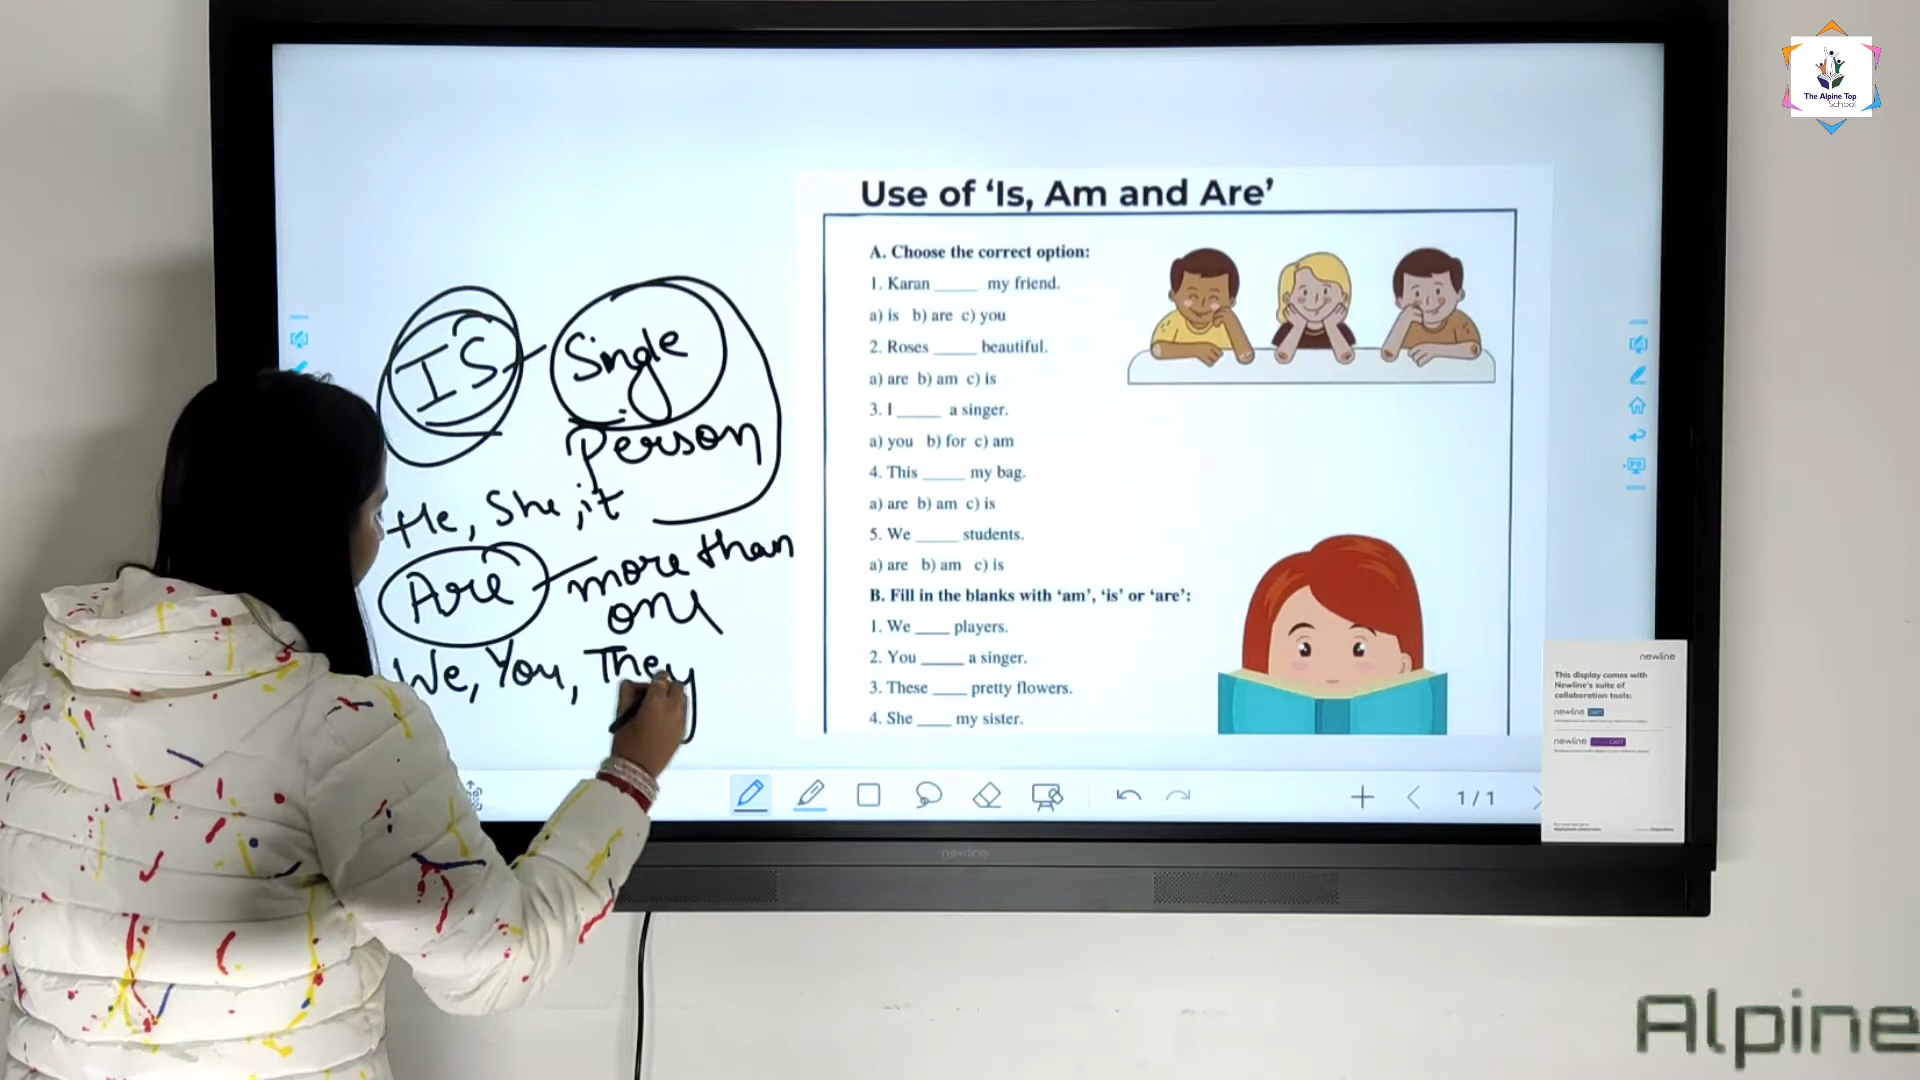 The Alpine Top
School
Use of ‘Is, Am and Are’
A. Choose the correct option:
1. Karan _____ my friend.
a) is b) are c) you
2. Roses _____ beautiful.
a) are b) am c) is
3. I _____ a singer.
a) you b) for c) am
4. This _____ my bag.
a) are b) am c) is
5. We _____ students.
a) are b) am c) is
B. Fill in the blanks with ‘am’, ‘is’ or ‘are’:
1. We ____ players.
2. You _____ a singer.
3. These ____ pretty flowers.
4. She ____ my sister.
IS - Single
Person
He, She, it
Are - more than
one
We, You, They
1/1
newline
This display comes with
Newline's suite of
collaboration tools:
newline
newline
newline
Alpine